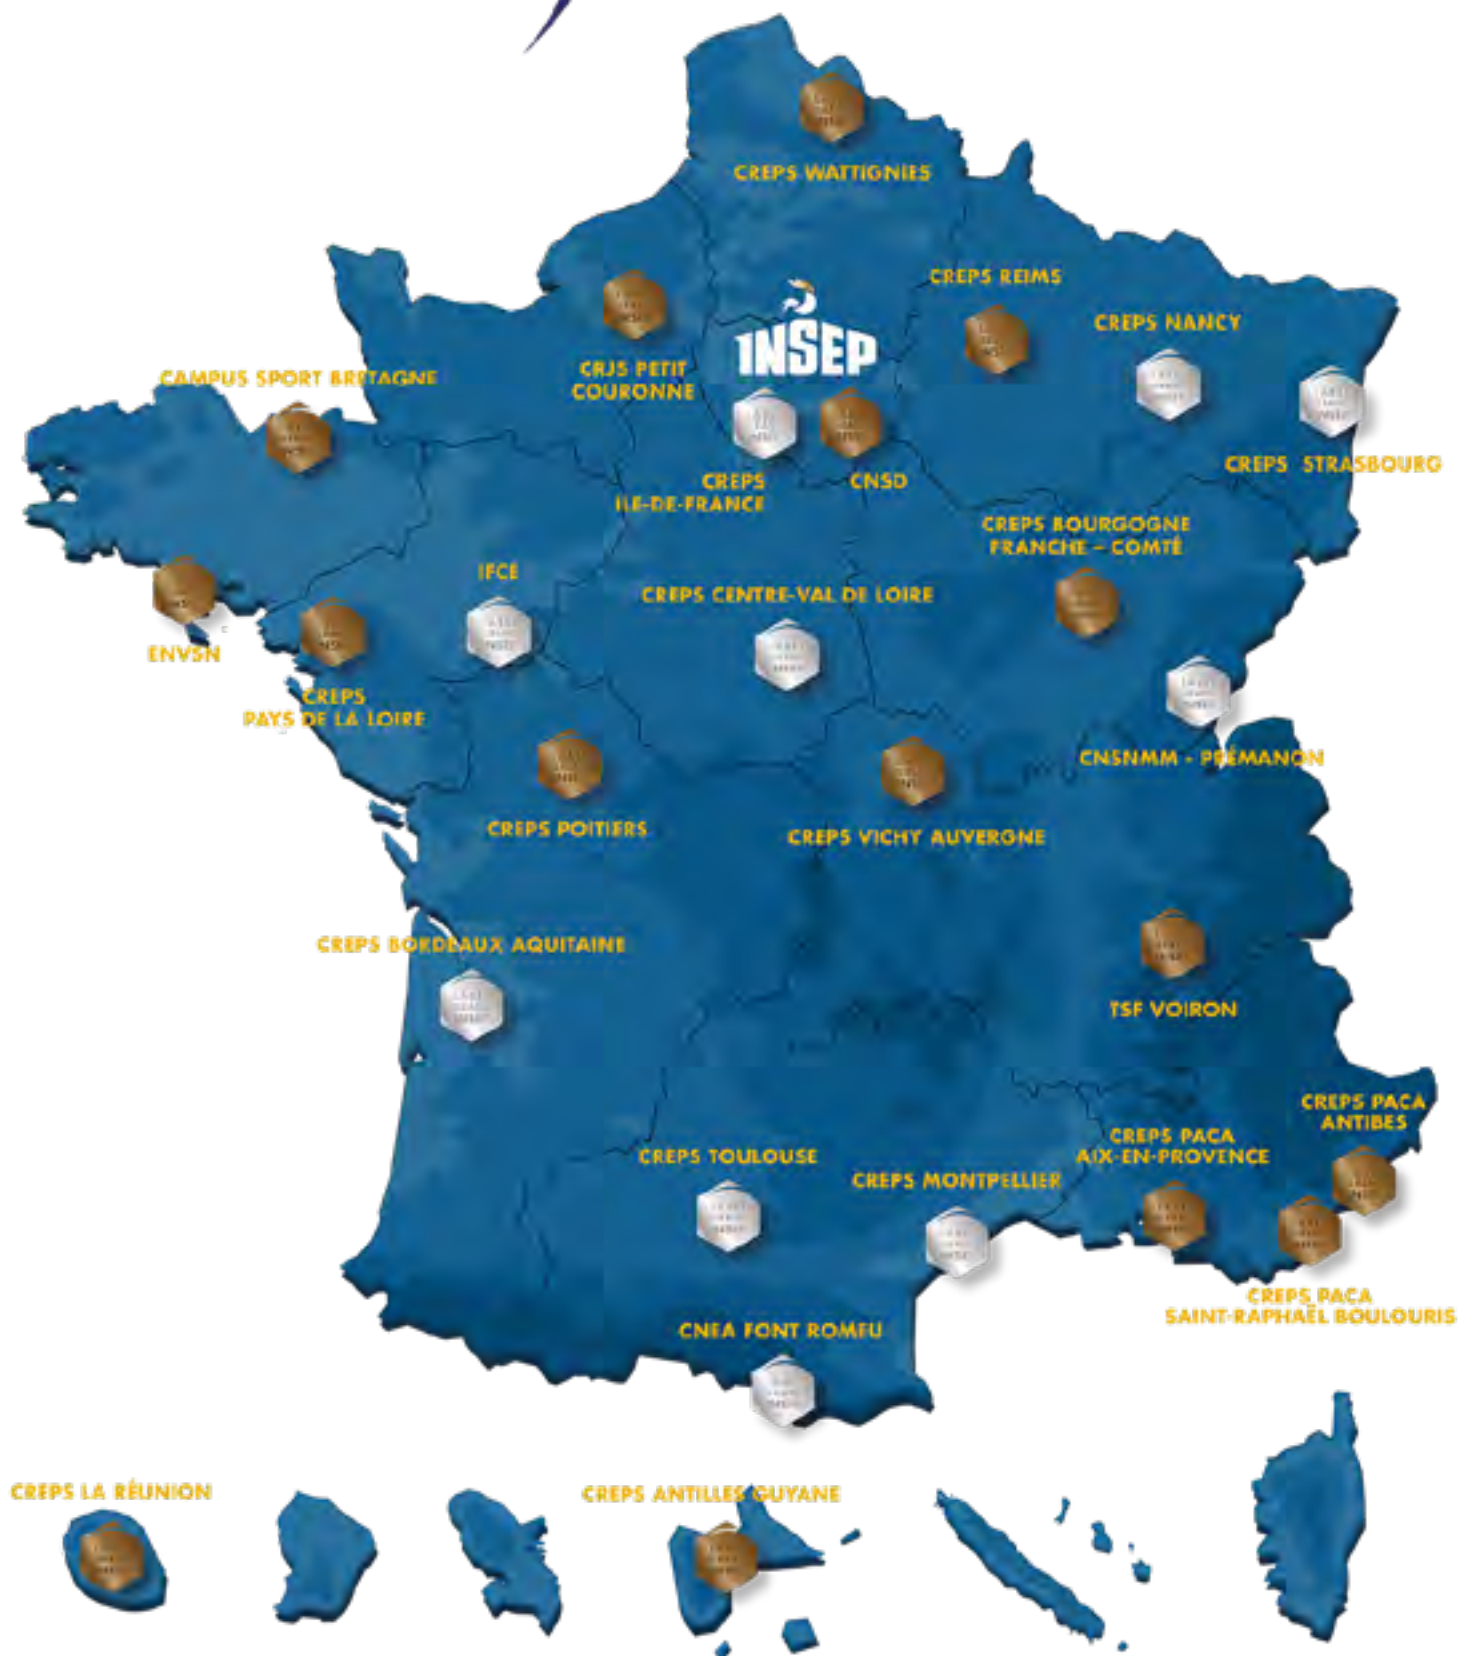 CREPS WATTIGNIES
CREPS REIMS
INSEP
CREPS NANCY
CRJS PETIT
COURONNE
CAMPUS SPORT BRETAGNE
CREPS STRASBOURG
CREPS
ILE-DE-FRANCE
CNSD
CREPS BOURGOGNE
FRANCHE – COMTÉ
IFCE
CREPS CENTRE-VAL DE LOIRE
ENVSN
CREPS
PAYS DE LA LOIRE
CNSNMM - PRÉMANON
CREPS POITIERS
CREPS VICHY AUVERGNE
CREPS BORDEAUX AQUITAINE
TSF VOIRON
CREPS PACA
ANTIBES
CREPS PACA
AIX-EN-PROVENCE
CREPS TOULOUSE
CREPS MONTPELLIER
CREPS PACA
SAINT-RAPHAËL BOULOURIS
CNEA FONT ROMEU
CREPS LA RÉUNION
CREPS ANTILLES GUYANE